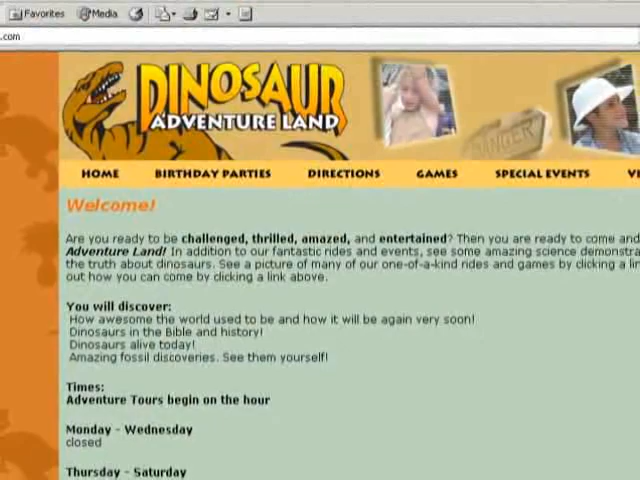 Favorites Media
.com
DINOSAUR
ADVENTURE LAND
DANGER
HOME BIRTHDAY PARTIES DIRECTIONS GAMES SPECIAL EVENTS VI
Welcome!
Are you ready to be challenged, thrilled, amazed, and entertained? Then you are ready to come and
Adventure Land! In addition to our fantastic rides and events, see some amazing science demonstra
the truth about dinosaurs. See a picture of many of our one-of-a-kind rides and games by clicking a lin
out how you can come by clicking a link above.
You will discover:
How awesome the world used to be and how it will be again very soon!
Dinosaurs in the Bible and history!
Dinosaurs alive today!
Amazing fossil discoveries. See them yourself!
Times:
Adventure Tours begin on the hour
Monday - Wednesday
closed
Thursday - Saturday